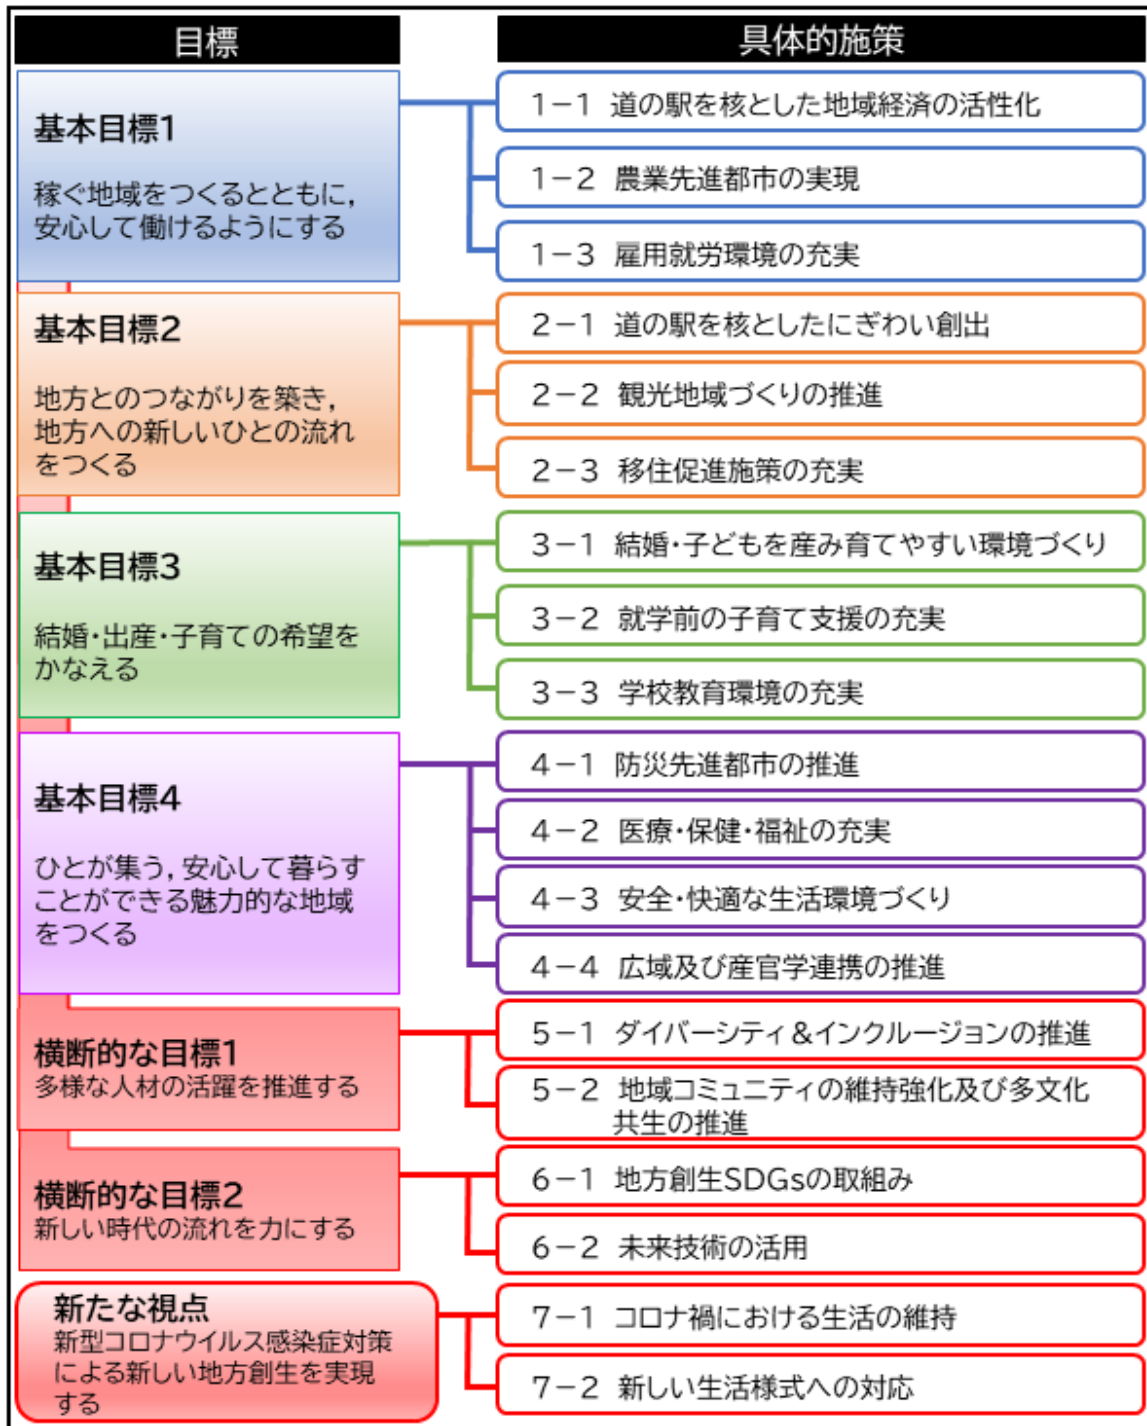 目標
具体的施策
基本目標1
稼ぐ地域をつくるとともに,
安心して働けるようにする
1－1 道の駅を核とした地域経済の活性化
1－2 農業先進都市の実現
1－3 雇用就労環境の充実
基本目標2
地方とのつながりを築き,
地方への新しいひとの流れ
をつくる
2－1 道の駅を核としたにぎわい創出
2－2 観光地域づくりの推進
2－3 移住促進施策の充実
基本目標3
結婚・出産・子育ての希望を
かなえる
3－1 結婚・子どもを産み育てやすい環境づくり
3－2 就学前の子育て支援の充実
3－3 学校教育環境の充実
基本目標4
ひとが集う, 安心して暮らす
ことができる魅力的な地域
をつくる
4－1 防災先進都市の推進
4－2 医療・保健・福祉の充実
4－3 安全・快適な生活環境づくり
4－4 広域及び産官学連携の推進
横断的な目標1
多様な人材の活躍を推進する
5－1 ダイバーシティ＆インクルージョンの推進
5－2 地域コミュニティの維持強化及び多文化
共生の推進
横断的な目標2
新しい時代の流れを力にする
6－1 地方創生SDGsの取組み
6－2 未来技術の活用
新たな視点
新型コロナウイルス感染症対策
による新しい地方創生を実現
する
7－1 コロナ禍における生活の維持
7－2 新しい生活様式への対応